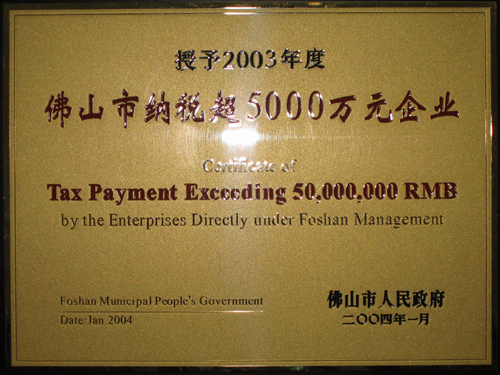 授予2003年度
佛山市纳税超5000万元企业
Certificate of
Tax Payment Exceeding 50,000,000 RMB
by the Enterprises Directly under Foshan Management
Foshan Municipal People's Government
Date:Jan.2004
佛山市人民政府
二〇〇四年一月